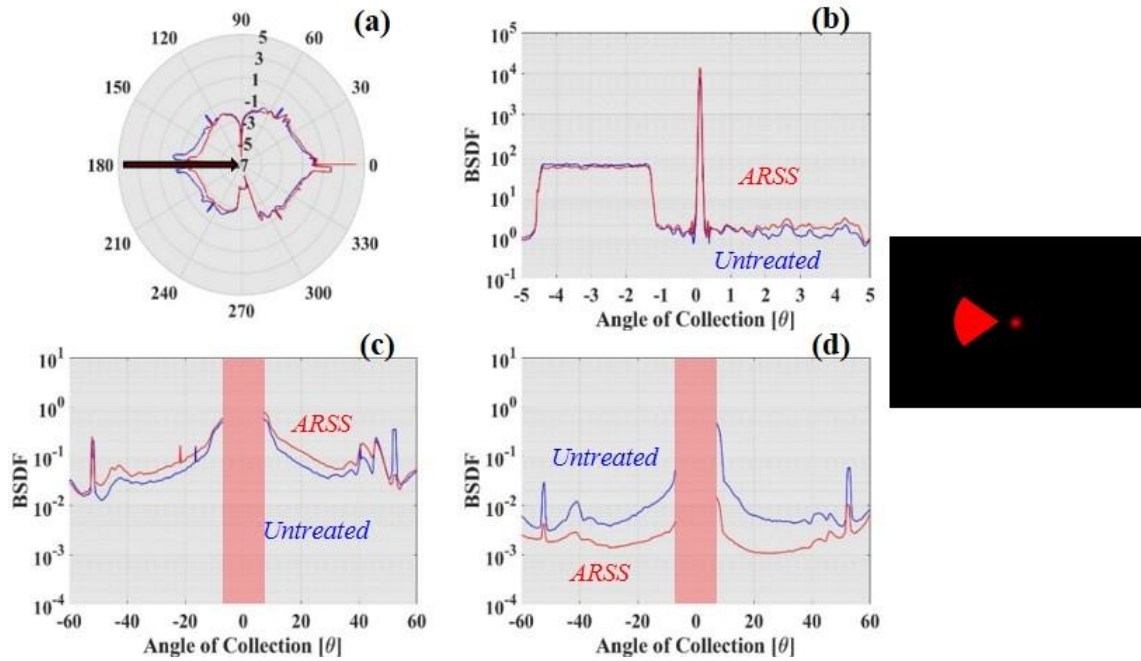 (a)
90
120
60
150
30
180
0
210
330
240
300
270
5
3
1
-1
-3
-5
-7
(b)
BSDF
10^5
10^4
10^3
10^2
10^1
10^0
10^-1
ARSS
Untreated
-5 -4 -3 -2 -1 0 1 2 3 4 5
Angle of Collection [θ]
(c)
BSDF
10^1
10^0
10^-1
10^-2
10^-3
10^-4
ARSS
Untreated
-60 -40 -20 0 20 40 60
Angle of Collection [θ]
(d)
BSDF
10^1
10^0
10^-1
10^-2
10^-3
10^-4
Untreated
ARSS
-60 -40 -20 0 20 40 60
Angle of Collection [θ]